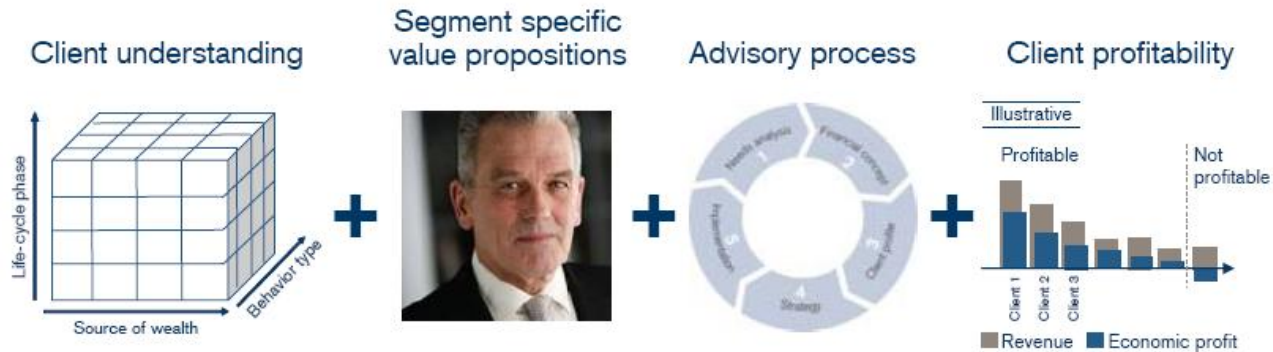 Client understanding
Segment specific
value propositions
Advisory process
Client profitability
Life-cycle phase
Source of wealth
Behavior type
Needs analysis
1
Financial concept
2
Client profile
3
Strategy
4
Implementation
5
Illustrative
Profitable
Not
profitable
Client 1
Client 2
Client 3
Revenue
Economic profit